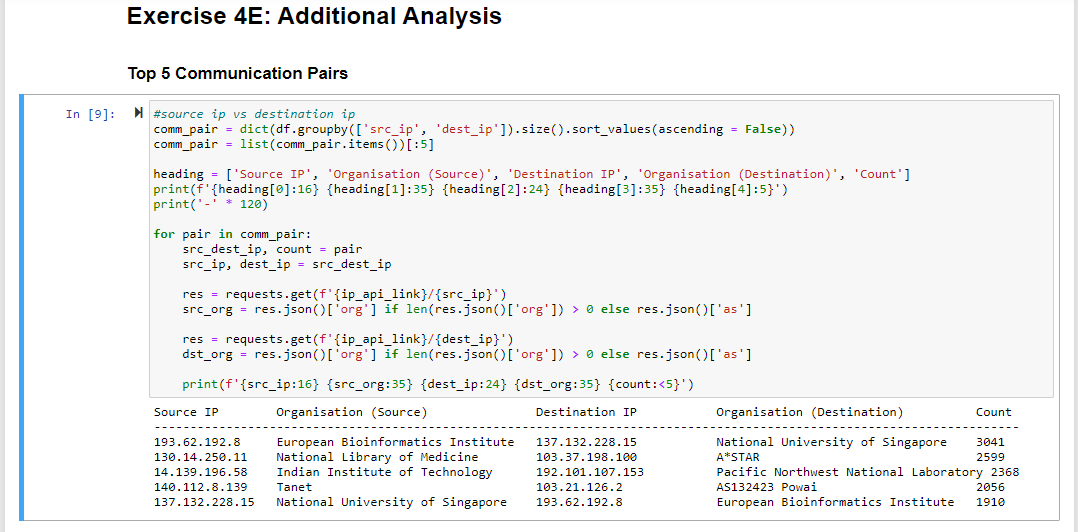 Exercise 4E: Additional Analysis
Top 5 Communication Pairs
In [9]:
#source ip vs destination ip
comm_pair = dict(df.groupby(['src_ip', 'dest_ip']).size().sort_values(ascending = False))
comm_pair = list(comm_pair.items())[:5]
heading = ['Source IP', 'Organisation (Source)', 'Destination IP', 'Organisation (Destination)', 'Count']
print(f'{heading[0]:16} {heading[1]:35} {heading[2]:24} {heading[3]:35} {heading[4]:5}')
print('-' * 120)
for pair in comm_pair:
    src_dest_ip, count = pair
    src_ip, dest_ip = src_dest_ip
    res = requests.get(f'{ip_api_link}/{src_ip}')
    src_org = res.json()['org'] if len(res.json()['org']) > 0 else res.json()['as']
    res = requests.get(f'{ip_api_link}/{dest_ip}')
    dst_org = res.json()['org'] if len(res.json()['org']) > 0 else res.json()['as']
    print(f'{src_ip:16} {src_org:35} {dest_ip:24} {dst_org:35} {count:<5}')
Source IP        Organisation (Source)               Destination IP           Organisation (Destination)          Count
------------------------------------------------------------------------------------------------------------------------
193.62.192.8     European Bioinformatics Institute   137.132.228.15           National University of Singapore    3041
130.14.250.11    National Library of Medicine        103.37.198.100           A*STAR                              2599
14.139.196.58    Indian Institute of Technology      192.101.107.153          Pacific Northwest National Laboratory 2368
140.112.8.139    Tanet                               103.21.126.2             AS132423 Powai                      2056
137.132.228.15   National University of Singapore    193.62.192.8             European Bioinformatics Institute   1910